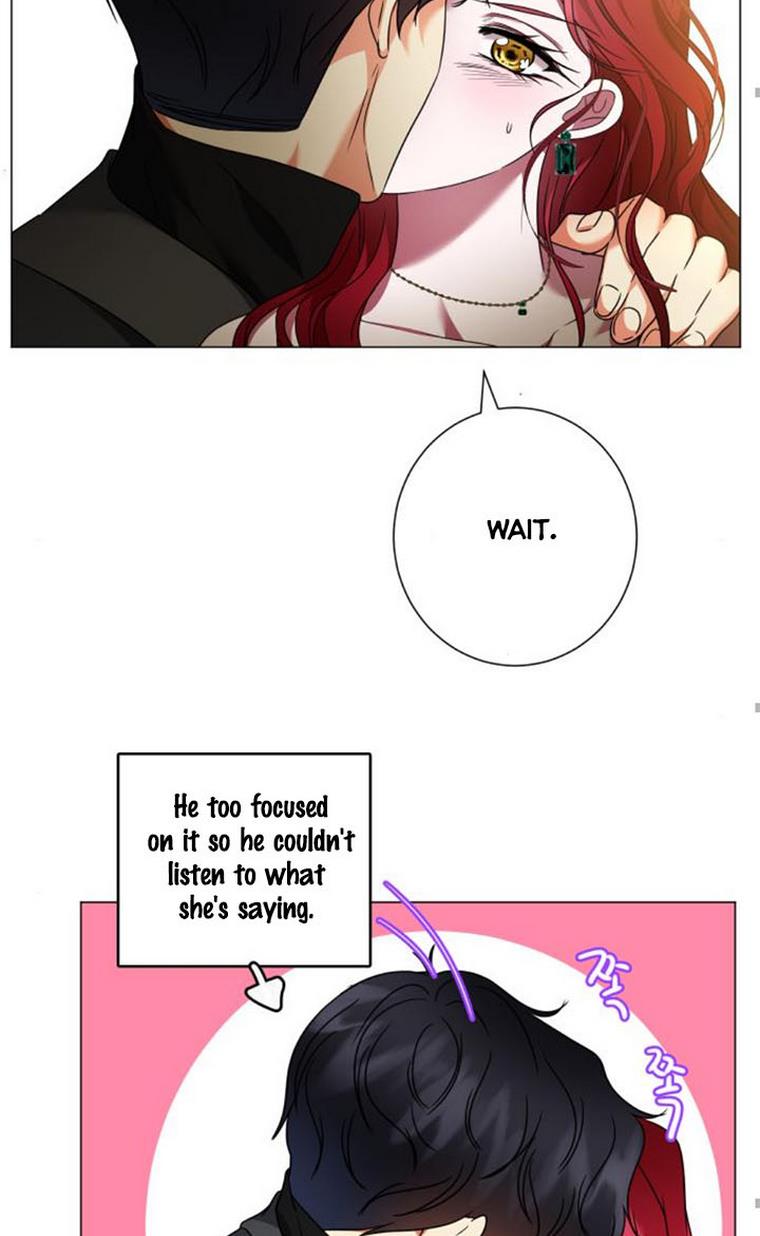 WAIT.
He too focused
on it so he couldn't
listen to what
she's saying.
쪽
쪽